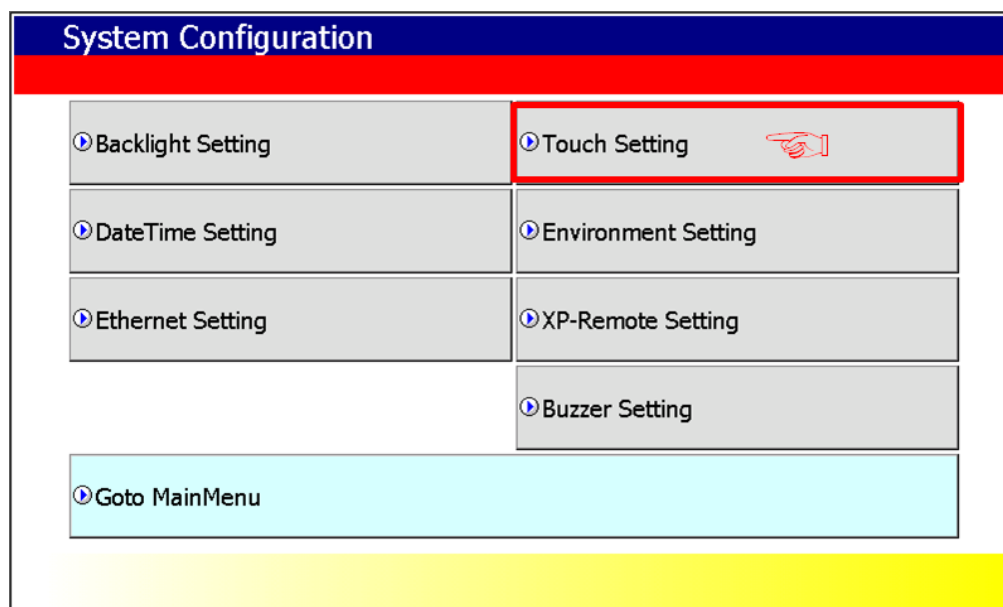 System Configuration
Backlight Setting
Touch Setting
DateTime Setting
Environment Setting
Ethernet Setting
XP-Remote Setting
Buzzer Setting
Goto MainMenu